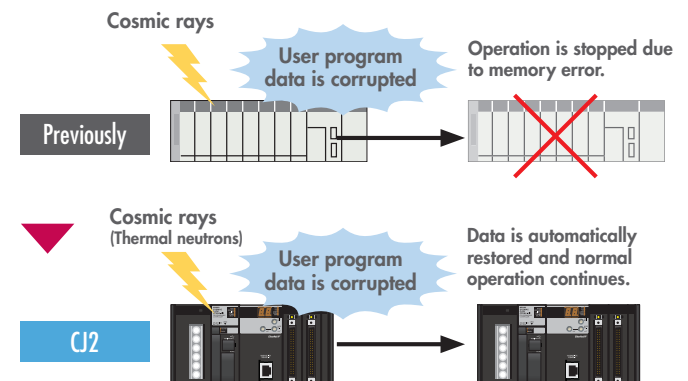 Cosmic rays
User program
data is corrupted
Operation is stopped due
to memory error.
Previously
Cosmic rays
(Thermal neutrons)
User program
data is corrupted
Data is automatically
restored and normal
operation continues.
CJ2